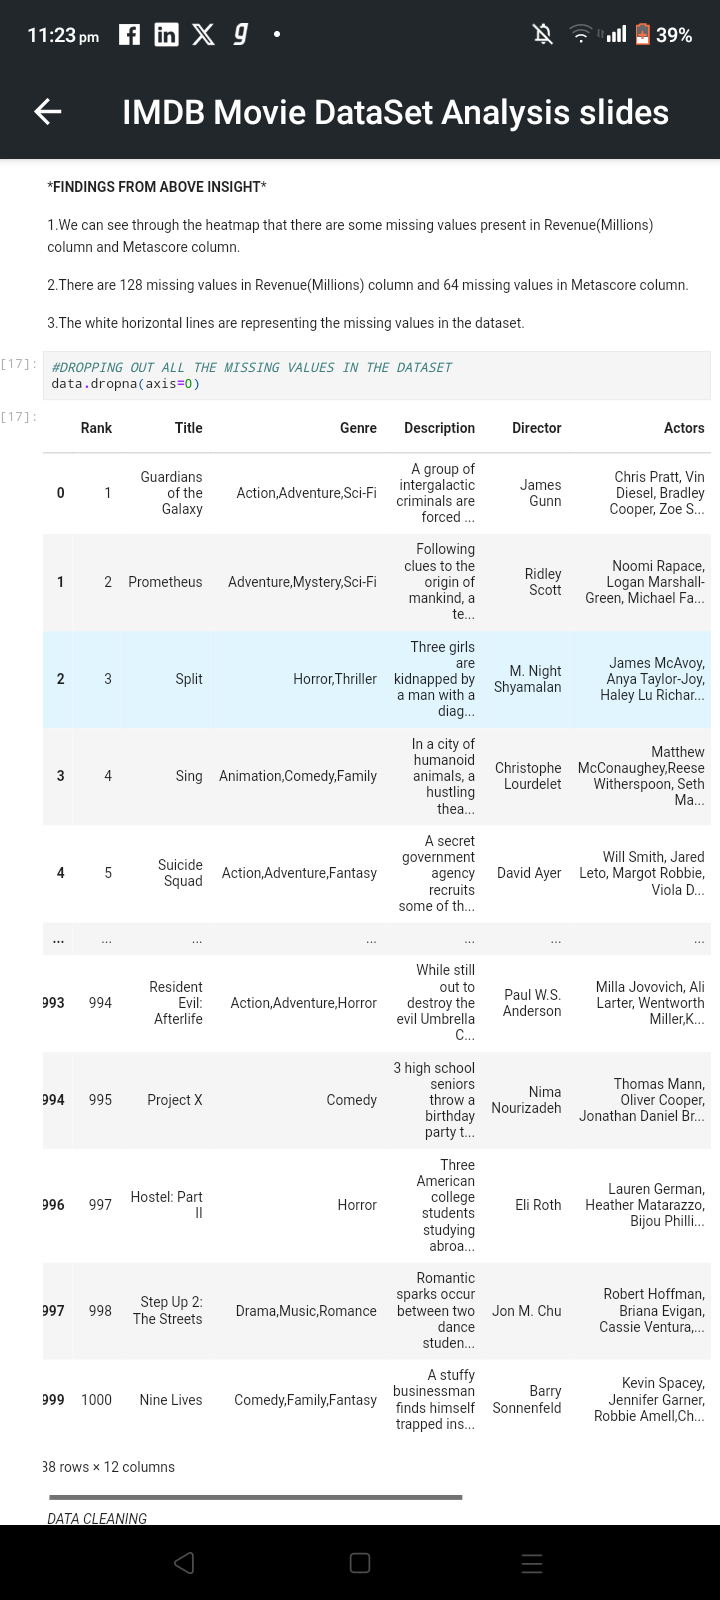 11:23 pm
39%
IMDB Movie DataSet Analysis slides
*FINDINGS FROM ABOVE INSIGHT*
1.We can see through the heatmap that there are some missing values present in Revenue(Millions)
column and Metascore column.
2.There are 128 missing values in Revenue(Millions) column and 64 missing values in Metascore column.
3.The white horizontal lines are representing the missing values in the dataset.
[17]:
#DROPPING OUT ALL THE MISSING VALUES IN THE DATASET
data.dropna(axis=0)
[17]:
Rank Title Genre Description Director Actors
0 1 Guardians of the Galaxy Action,Adventure,Sci-Fi A group of intergalactic criminals are forced ... James Gunn Chris Pratt, Vin Diesel, Bradley Cooper, Zoe S...
1 2 Prometheus Adventure,Mystery,Sci-Fi Following clues to the origin of mankind, a te... Ridley Scott Noomi Rapace, Logan Marshall-Green, Michael Fa...
2 3 Split Horror,Thriller Three girls are kidnapped by a man with a diag... M. Night Shyamalan James McAvoy, Anya Taylor-Joy, Haley Lu Richar...
3 4 Sing Animation,Comedy,Family In a city of humanoid animals, a hustling thea... Christophe Lourdelet Matthew McConaughey,Reese Witherspoon, Seth Ma...
4 5 Suicide Squad Action,Adventure,Fantasy A secret government agency recruits some of th... David Ayer Will Smith, Jared Leto, Margot Robbie, Viola D...
... ... ... ... ... ... ...
993 994 Resident Evil: Afterlife Action,Adventure,Horror While still out to destroy the evil Umbrella C... Paul W.S. Anderson Milla Jovovich, Ali Larter, Wentworth Miller,K...
994 995 Project X Comedy 3 high school seniors throw a birthday party t... Nima Nourizadeh Thomas Mann, Oliver Cooper, Jonathan Daniel Br...
996 997 Hostel: Part II Horror Three American college students studying abroa... Eli Roth Lauren German, Heather Matarazzo, Bijou Philli...
997 998 Step Up 2: The Streets Drama,Music,Romance Romantic sparks occur between two dance studen... Jon M. Chu Robert Hoffman, Briana Evigan, Cassie Ventura,...
999 1000 Nine Lives Comedy,Family,Fantasy A stuffy businessman finds himself trapped ins... Barry Sonnenfeld Kevin Spacey, Jennifer Garner, Robbie Amell,Ch...
38 rows × 12 columns
DATA CLEANING